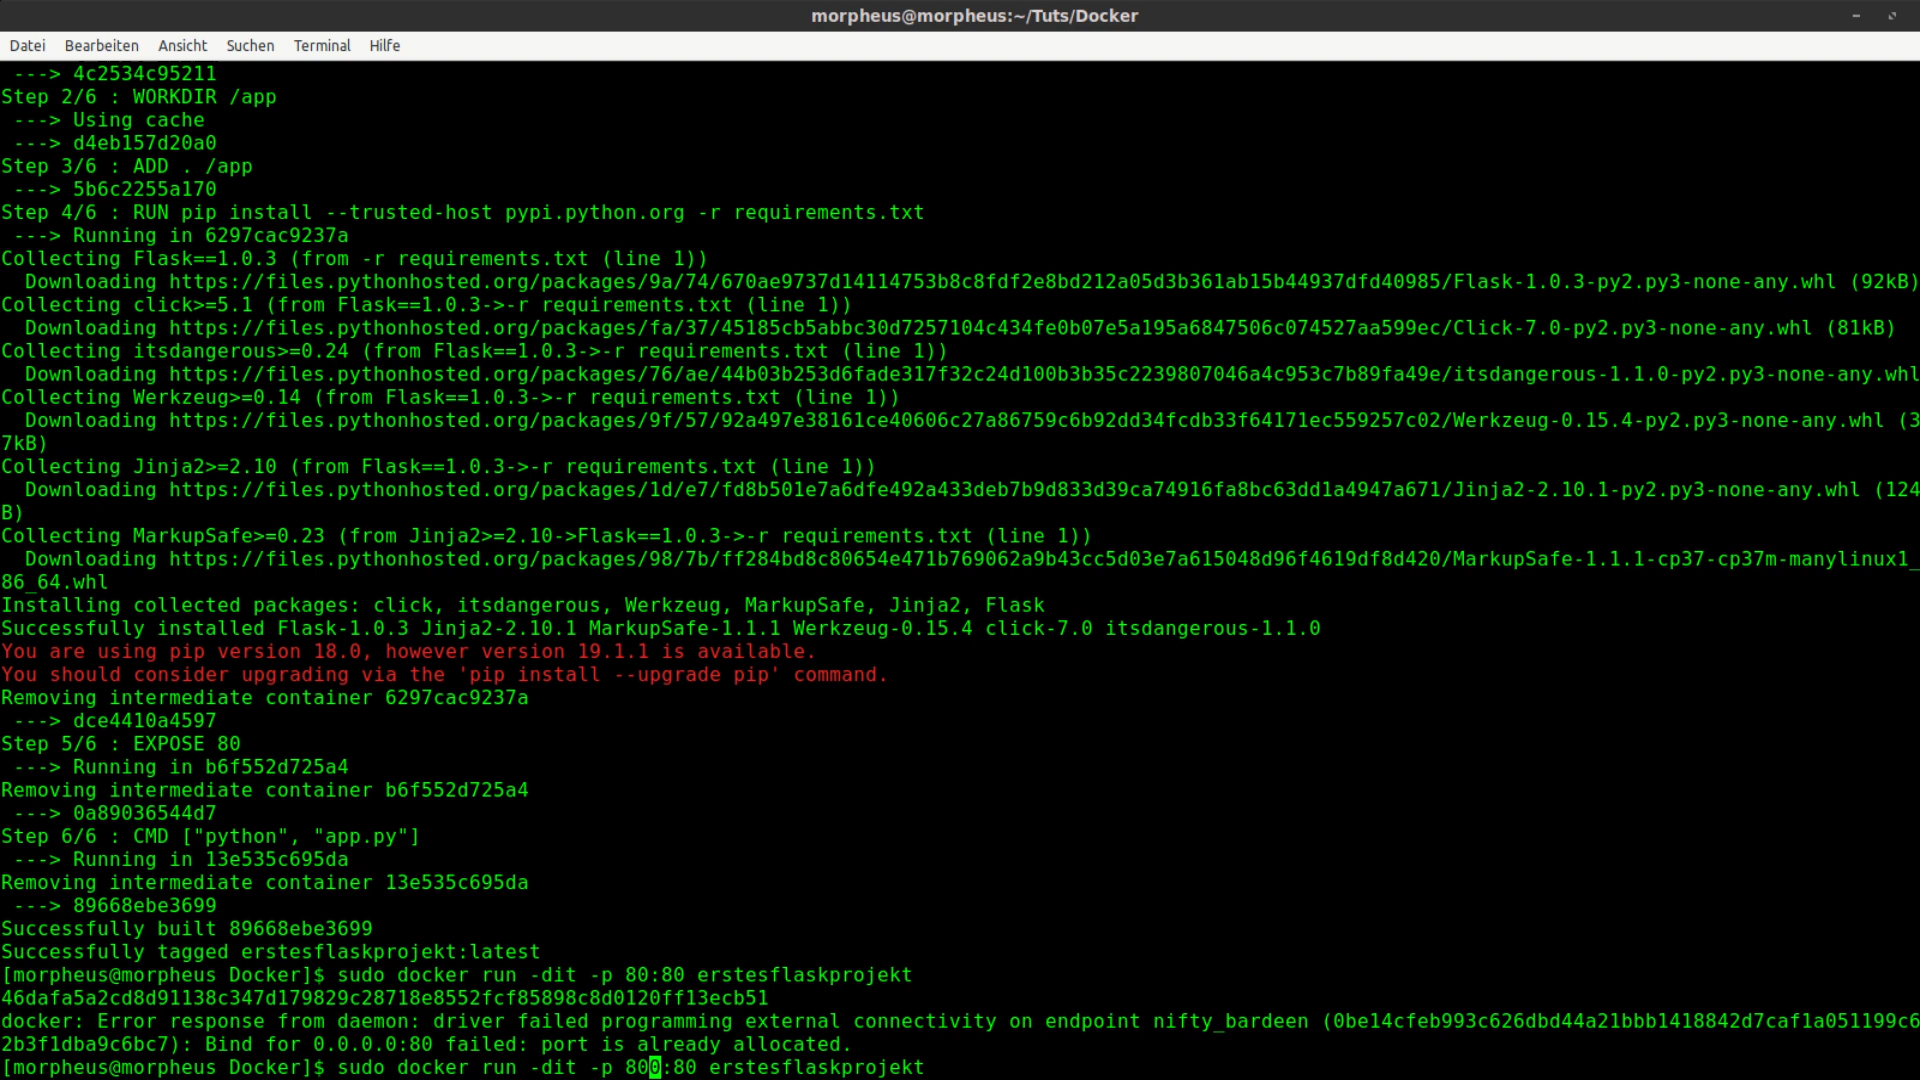 morpheus@morpheus:~/Tuts/Docker
Datei Bearbeiten Ansicht Suchen Terminal Hilfe
 ---> 4c2534c95211
Step 2/6 : WORKDIR /app
 ---> Using cache
 ---> d4eb157d20a0
Step 3/6 : ADD . /app
 ---> 5b6c2255a170
Step 4/6 : RUN pip install --trusted-host pypi.python.org -r requirements.txt
 ---> Running in 6297cac9237a
Collecting Flask==1.0.3 (from -r requirements.txt (line 1))
  Downloading https://files.pythonhosted.org/packages/9a/74/670ae9737d14114753b8c8fdf2e8bd212a05d3b361ab15b44937dfd40985/Flask-1.0.3-py2.py3-none-any.whl (92kB)
Collecting click>=5.1 (from Flask==1.0.3->-r requirements.txt (line 1))
  Downloading https://files.pythonhosted.org/packages/fa/37/45185cb5abbc30d7257104c434fe0b07e5a195a6847506c074527aa599ec/Click-7.0-py2.py3-none-any.whl (81kB)
Collecting itsdangerous>=0.24 (from Flask==1.0.3->-r requirements.txt (line 1))
  Downloading https://files.pythonhosted.org/packages/76/ae/44b03b253d6fade317f32c24d100b3b35c2239807046a4c953c7b89fa49e/itsdangerous-1.1.0-py2.py3-none-any.whl
Collecting Werkzeug>=0.14 (from Flask==1.0.3->-r requirements.txt (line 1))
  Downloading https://files.pythonhosted.org/packages/9f/57/92a497e38161ce40606c27a86759c6b92dd34fcdb33f64171ec559257c02/Werkzeug-0.15.4-py2.py3-none-any.whl (3
7kB)
Collecting Jinja2>=2.10 (from Flask==1.0.3->-r requirements.txt (line 1))
  Downloading https://files.pythonhosted.org/packages/1d/e7/fd8b501e7a6dfe492a433deb7b9d833d39ca74916fa8bc63dd1a4947a671/Jinja2-2.10.1-py2.py3-none-any.whl (124
B)
Collecting MarkupSafe>=0.23 (from Jinja2>=2.10->Flask==1.0.3->-r requirements.txt (line 1))
  Downloading https://files.pythonhosted.org/packages/98/7b/ff284bd8c80654e471b769062a9b43cc5d03e7a615048d96f4619df8d420/MarkupSafe-1.1.1-cp37-cp37m-manylinux1_
86_64.whl
Installing collected packages: click, itsdangerous, Werkzeug, MarkupSafe, Jinja2, Flask
Successfully installed Flask-1.0.3 Jinja2-2.10.1 MarkupSafe-1.1.1 Werkzeug-0.15.4 click-7.0 itsdangerous-1.1.0
You are using pip version 18.0, however version 19.1.1 is available.
You should consider upgrading via the 'pip install --upgrade pip' command.
Removing intermediate container 6297cac9237a
 ---> dce4410a4597
Step 5/6 : EXPOSE 80
 ---> Running in b6f552d725a4
Removing intermediate container b6f552d725a4
 ---> 0a89036544d7
Step 6/6 : CMD ["python", "app.py"]
 ---> Running in 13e535c695da
Removing intermediate container 13e535c695da
 ---> 89668ebe3699
Successfully built 89668ebe3699
Successfully tagged erstesflaskprojekt:latest
[morpheus@morpheus Docker]$ sudo docker run -dit -p 80:80 erstesflaskprojekt
46dafa5a2cd8d91138c347d179829c28718e8552fcf85898c8d0120ff13ecb51
docker: Error response from daemon: driver failed programming external connectivity on endpoint nifty_bardeen (0be14cfeb993c626dbd44a21bbb1418842d7caf1a051199c6
2b3f1dba9c6bc7): Bind for 0.0.0.0:80 failed: port is already allocated.
[morpheus@morpheus Docker]$ sudo docker run -dit -p 800:80 erstesflaskprojekt